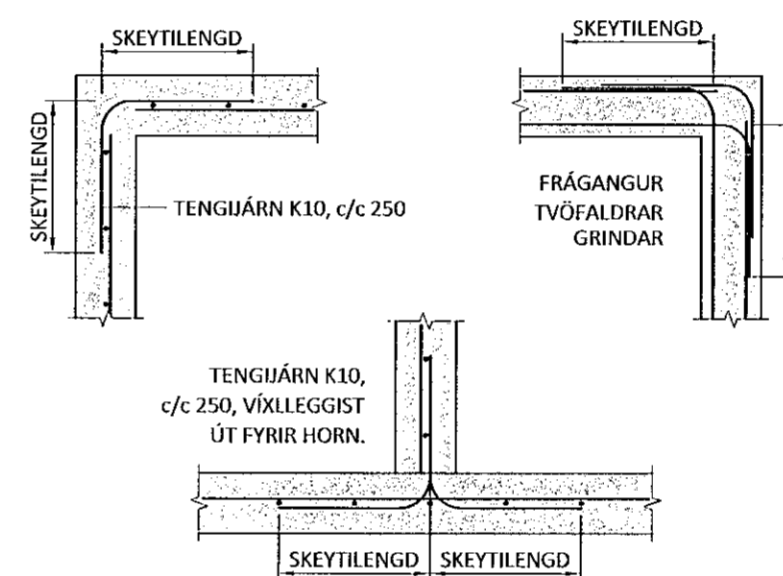 SKEYTILENGD
SKEYTILENGD
TENGIJÁRN K10, c/c 250
SKEYTILENGD
FRÁGANGUR
TVÖFALDRAR
GRINDAR
TENGIJÁRN K10,
c/c 250, VÍXLLEGGIST
ÚT FYRIR HORN.
SKEYTILENGD
SKEYTILENGD